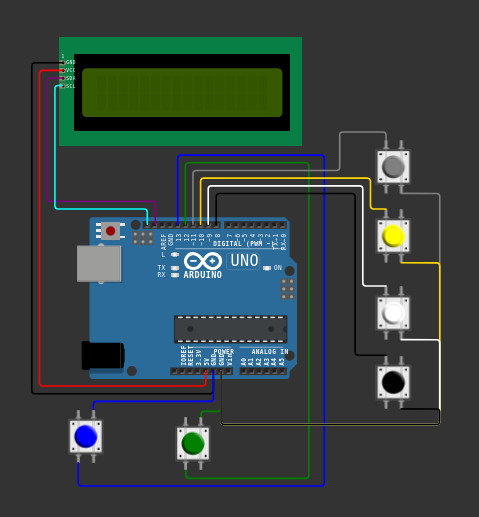 1
GND
VCC
SDA
SCL
AREF
GND
13
12
~11
~10
~9
8
7
~6
~5
4
~3
2
TX→1
RX←0
DIGITAL (PWM ~)
L
TX
RX
ARDUINO
UNO
ON
IOREF
RESET
3.3V
5V
GND
GND
Vin
POWER
ANALOG IN
A0
A1
A2
A3
A4
A5